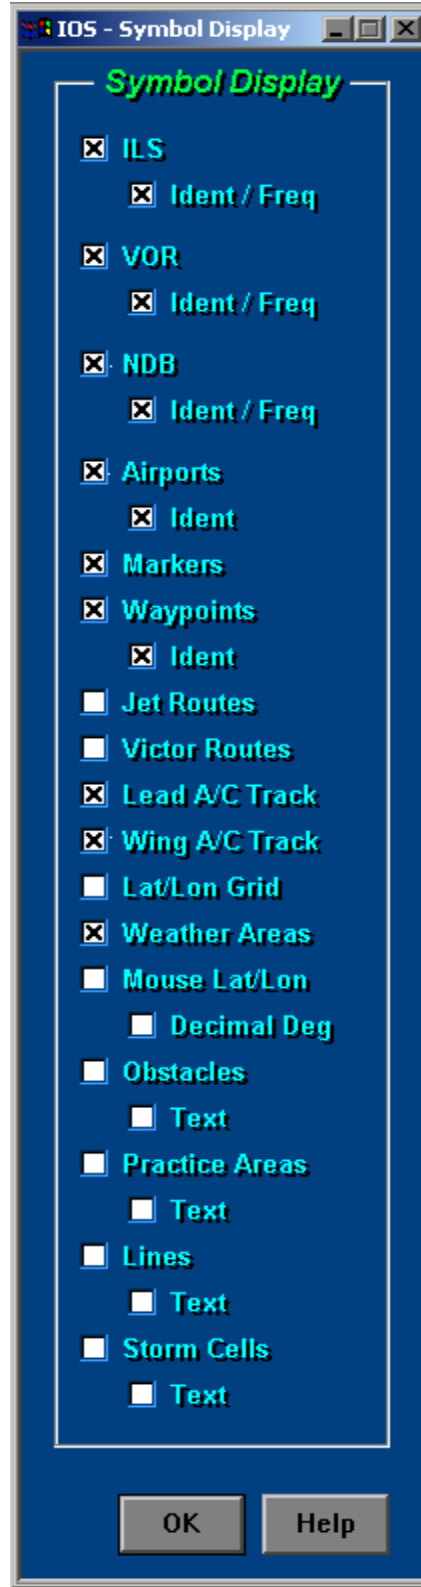 IOS - Symbol Display
Symbol Display
ILS
Ident / Freq
VOR
Ident / Freq
NDB
Ident / Freq
Airports
Ident
Markers
Waypoints
Ident
Jet Routes
Victor Routes
Lead A/C Track
Wing A/C Track
Lat/Lon Grid
Weather Areas
Mouse Lat/Lon
Decimal Deg
Obstacles
Text
Practice Areas
Text
Lines
Text
Storm Cells
Text
OK Help